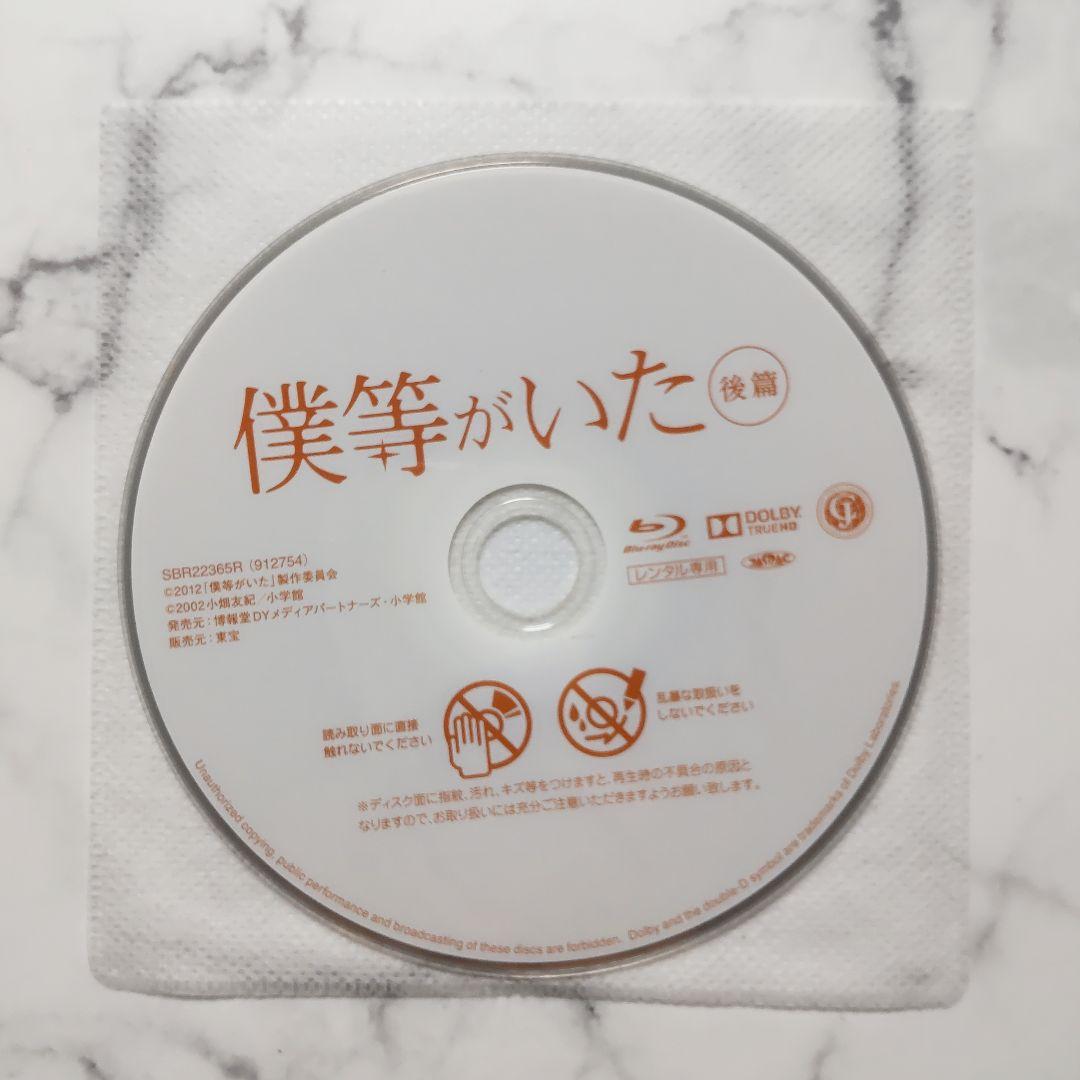 僕等がいた 後篇
Blu-ray Disc
DOLBY
TRUEHD
レンタル専用
SBR22365R (912754)
©2012「僕等がいた」製作委員会
©2002小畑友紀/小学館
発売元:博報堂DYメディアパートナーズ・小学館
販売元:東宝
読み取り面に直接
触れないでください
乱暴な取扱いを
しないでください
※ディスク面に指紋、汚れ、キズ等をつけますと、再生時の不具合の原因と
なりますので、お取り扱いには充分ご注意いただきますようお願い致します。
Unauthorized copying, public performance and broadcasting of these discs are forbidden. Dolby and the double-D symbol are trademarks of Dolby Laboratories.